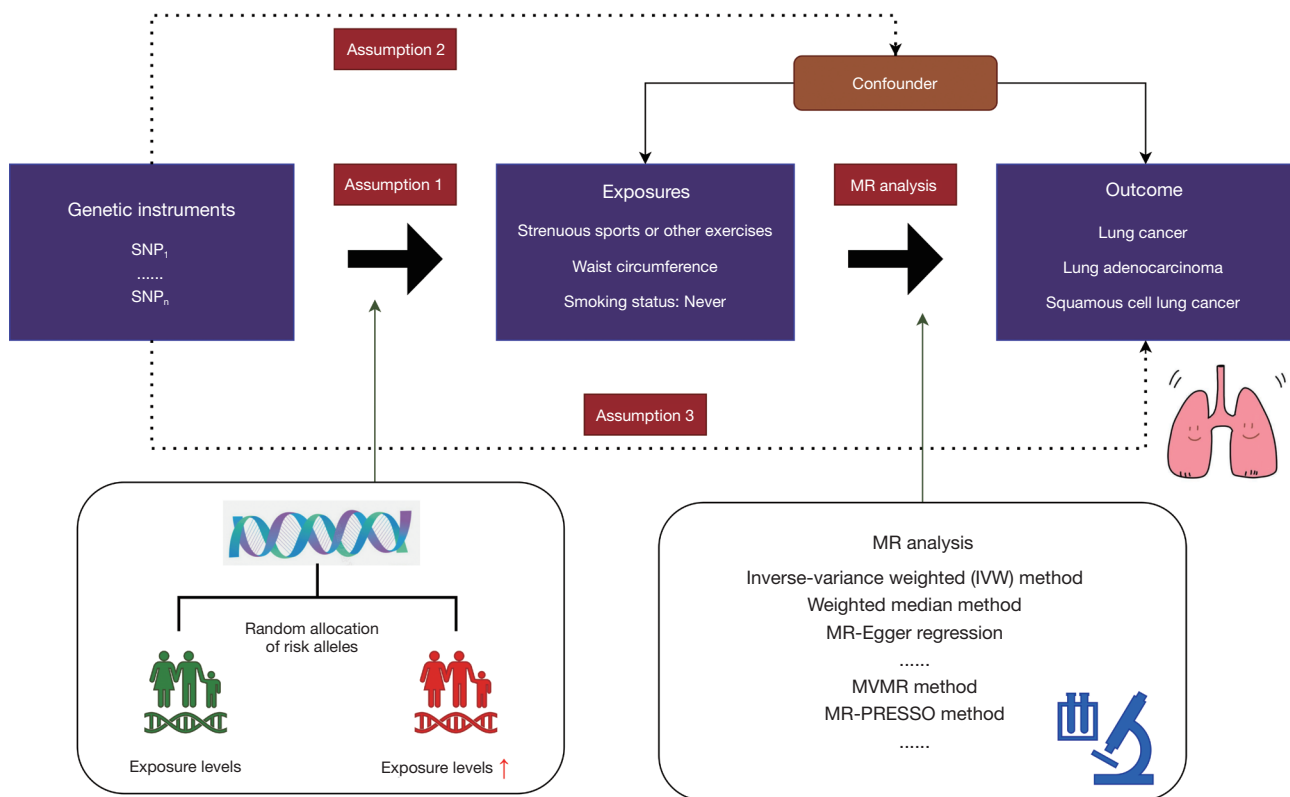 Assumption 2
Confounder
Assumption 1
MR analysis
Genetic instruments
SNP₁
......
SNPₙ
Exposures
Strenuous sports or other exercises
Waist circumference
Smoking status: Never
Outcome
Lung cancer
Lung adenocarcinoma
Squamous cell lung cancer
Assumption 3
Random allocation
of risk alleles
Exposure levels
Exposure levels ↑
MR analysis
Inverse-variance weighted (IVW) method
Weighted median method
MR-Egger regression
......
MVMR method
MR-PRESSO method
......